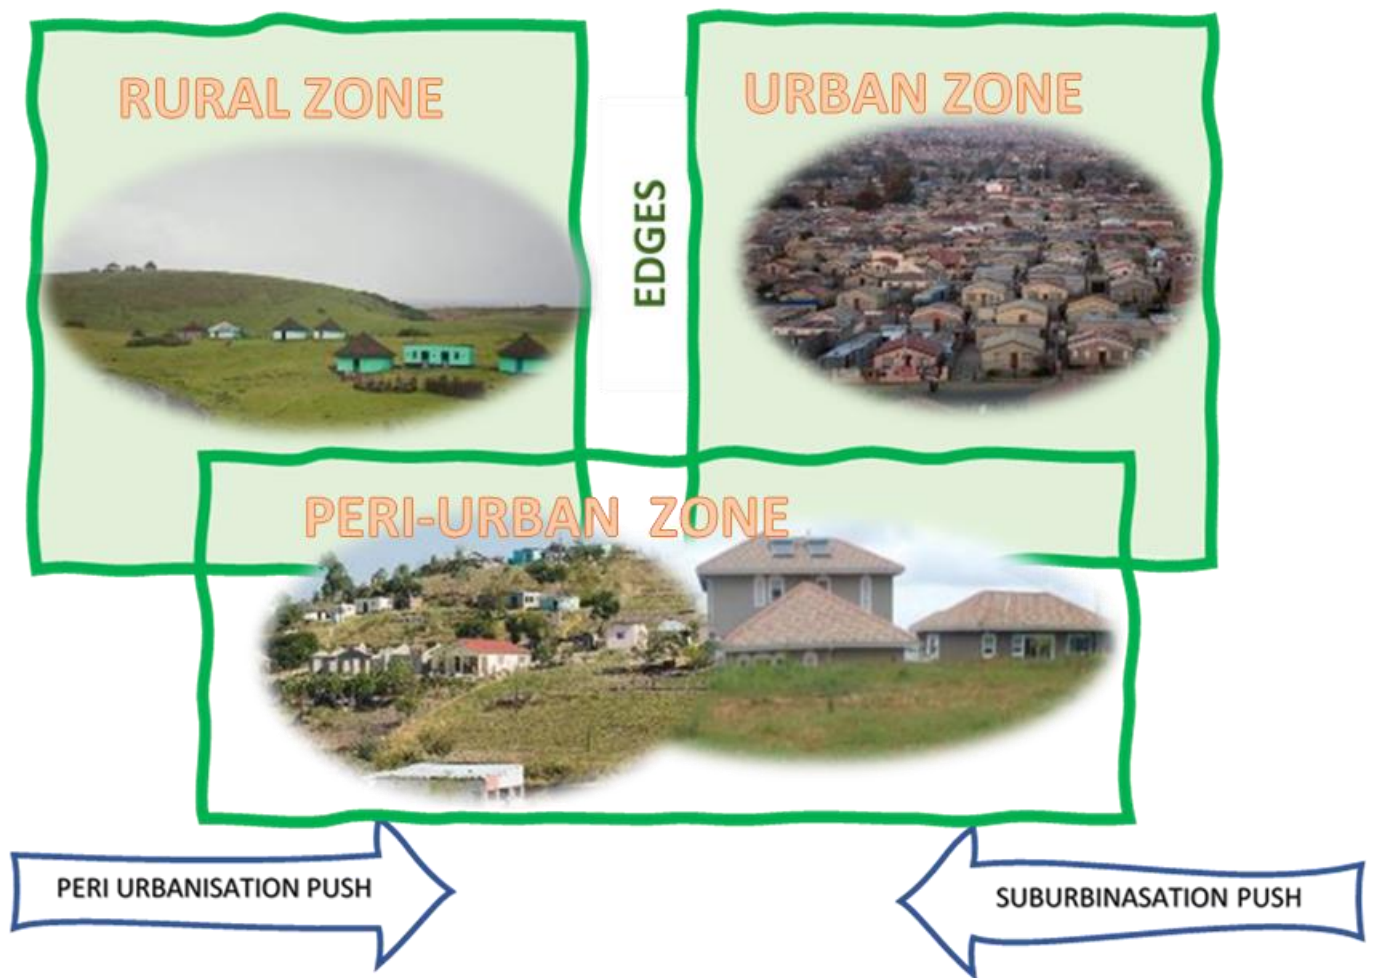 RURAL ZONE
URBAN ZONE
EDGES
PERI-URBAN ZONE
PERI URBANISATION PUSH
SUBURBINASATION PUSH